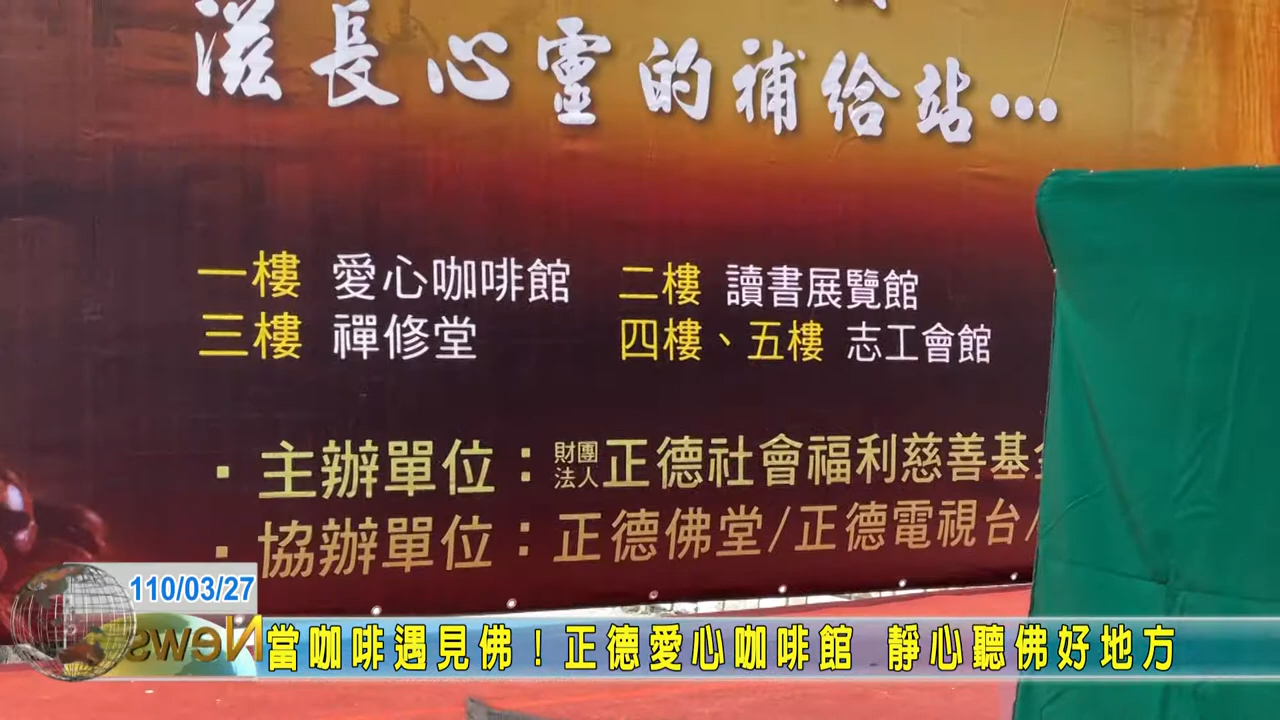 滋長心靈的補給站…
一樓 愛心咖啡館 二樓 讀書展覽館
三樓 禪修堂 四樓、五樓 志工會館
·主辦單位：財團法人正德社會福利慈善基
·協辦單位：正德佛堂/正德電視台/
110/03/27
News
當咖啡遇見佛！正德愛心咖啡館 靜心聽佛好地方